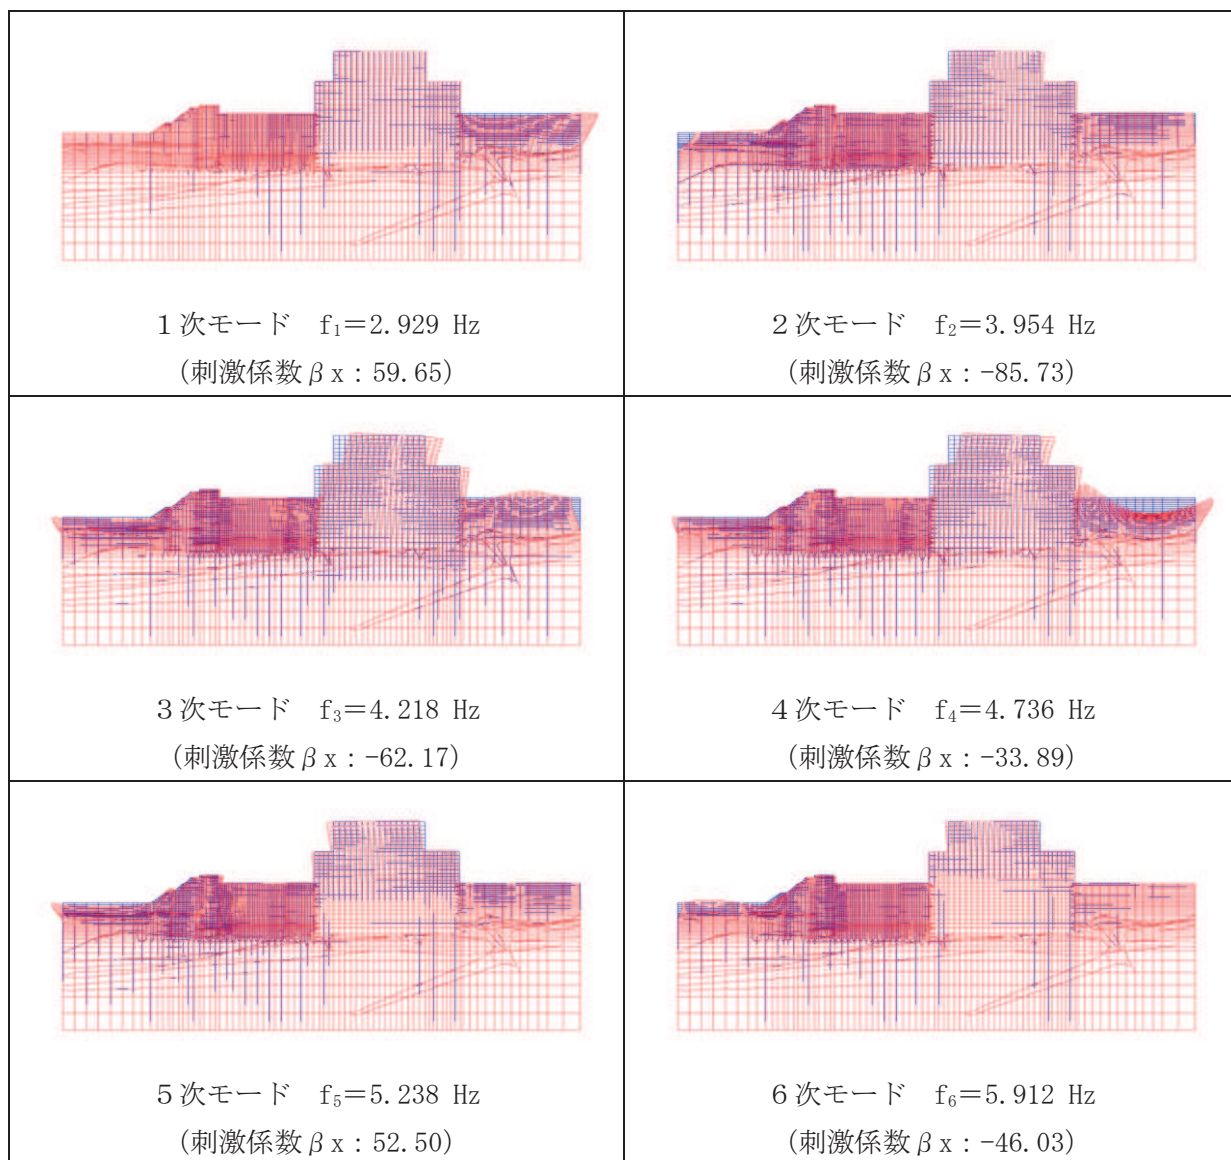 1次モード f₁=2.929 Hz
(刺激係数βx:59.65)
2次モード f₂=3.954 Hz
(刺激係数βx:-85.73)
3次モード f₃=4.218 Hz
(刺激係数βx:-62.17)
4次モード f₄=4.736 Hz
(刺激係数βx:-33.89)
5次モード f₅=5.238 Hz
(刺激係数βx:52.50)
6次モード f₆=5.912 Hz
(刺激係数βx:-46.03)